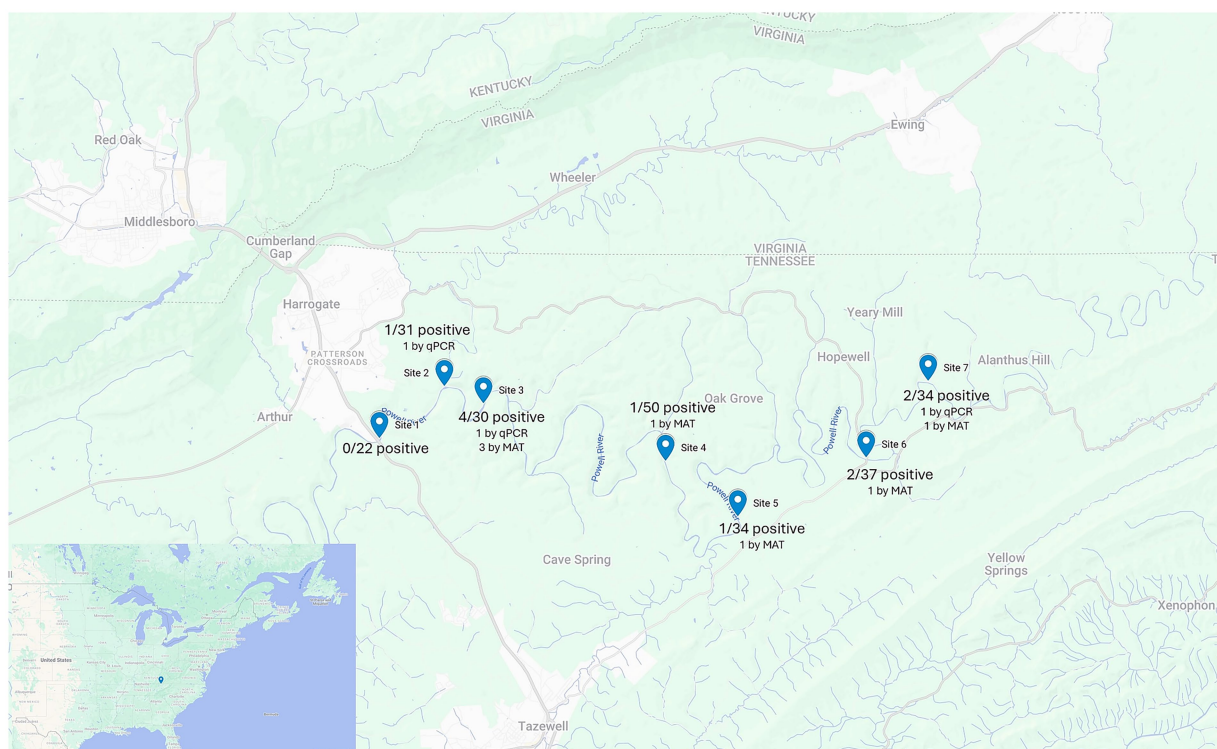 KENTUCKY
VIRGINIA
KENTUCKY
VIRGINIA
Red Oak
Ewing
Wheeler
Middlesboro
Cumberland
Gap
VIRGINIA
TENNESSEE
Harrogate
Yeary Mill
1/31 positive
1 by qPCR
PATTERSON
CROSSROADS
Hopewell
Alanthus Hill
Site 2
Site 7
Site 3
2/34 positive
1 by qPCR
1 by MAT
Oak Grove
1/50 positive
1 by MAT
Arthur
Powell River
Site 1
4/30 positive
1 by qPCR
3 by MAT
0/22 positive
Powell River
Site 4
Powell River
Site 6
2/37 positive
1 by MAT
Powell River
Site 5
1/34 positive
1 by MAT
Cave Spring
Yellow
Springs
Xenophon
Tazewell
United States